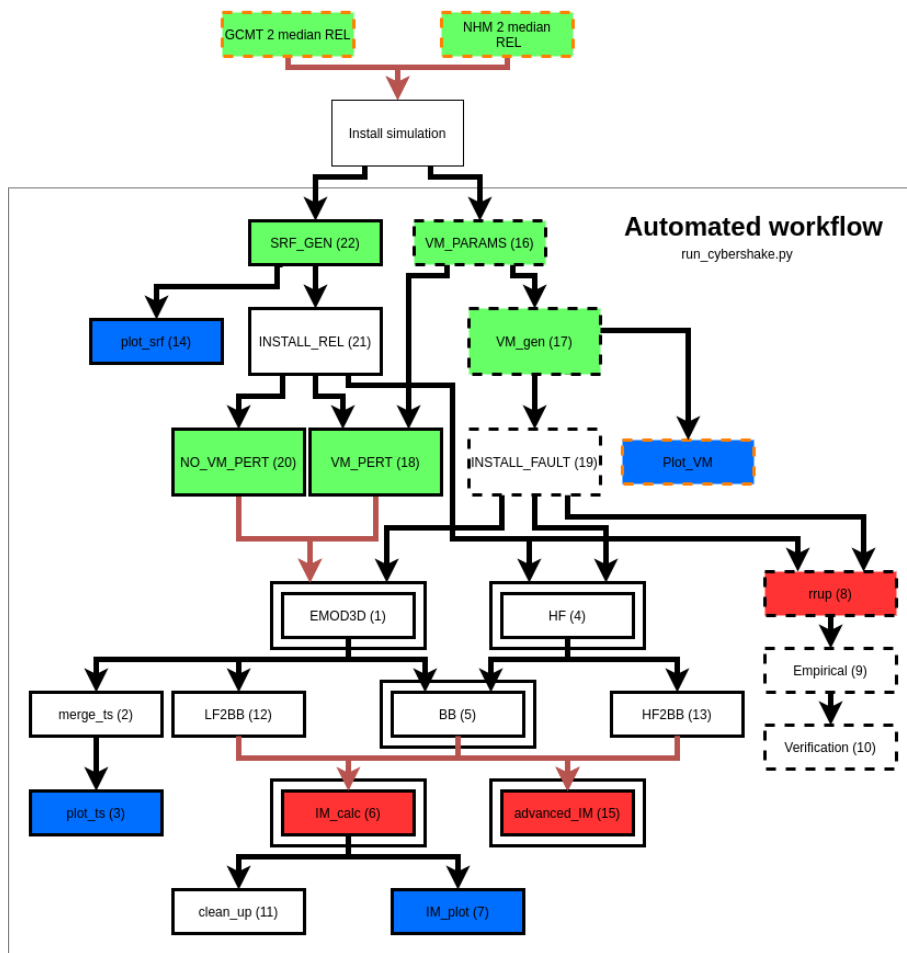 GCMT 2 median REL
NHM 2 median
REL
Install simulation
Automated workflow
run_cybershake.py
SRF_GEN (22)
VM_PARAMS (16)
plot_srf (14)
INSTALL_REL (21)
VM_gen (17)
NO_VM_PERT (20)
VM_PERT (18)
INSTALL_FAULT (19)
Plot_VM
EMOD3D (1)
HF (4)
rrup (8)
Empirical (9)
merge_ts (2)
LF2BB (12)
BB (5)
HF2BB (13)
Verification (10)
plot_ts (3)
IM_calc (6)
advanced_IM (15)
clean_up (11)
IM_plot (7)